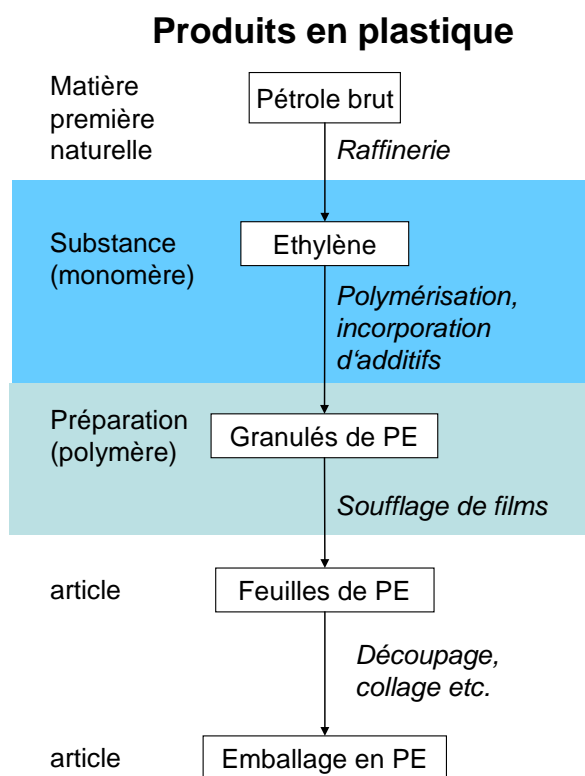 Produits en plastique
Matière
première
naturelle
Pétrole brut
Raffinerie
Substance
(monomère)
Ethylène
Polymérisation,
incorporation
d‘additifs
Préparation
(polymère)
Granulés de PE
Soufflage de films
article
Feuilles de PE
Découpage,
collage etc.
article
Emballage en PE